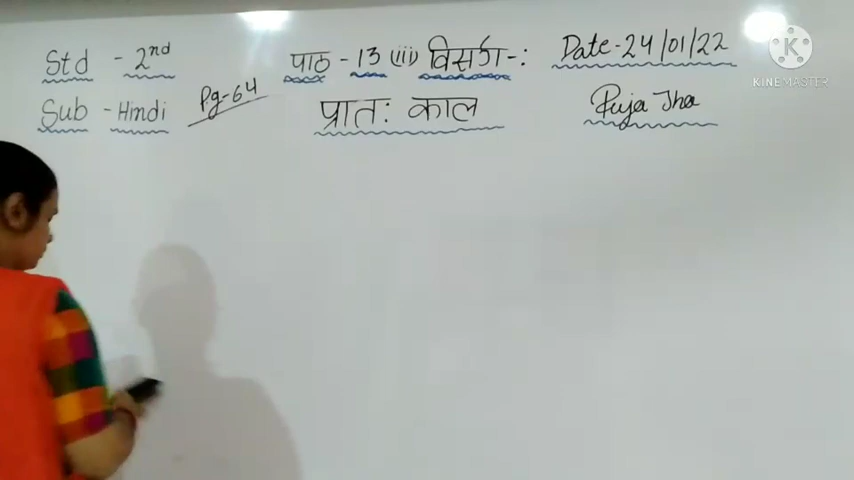 Std - 2nd पाठ - 13 (ii) विसर्ग-: Date-24/01/22
Sub - Hindi Pg-64 प्रातः काल Puja Jha
KINEMASTER